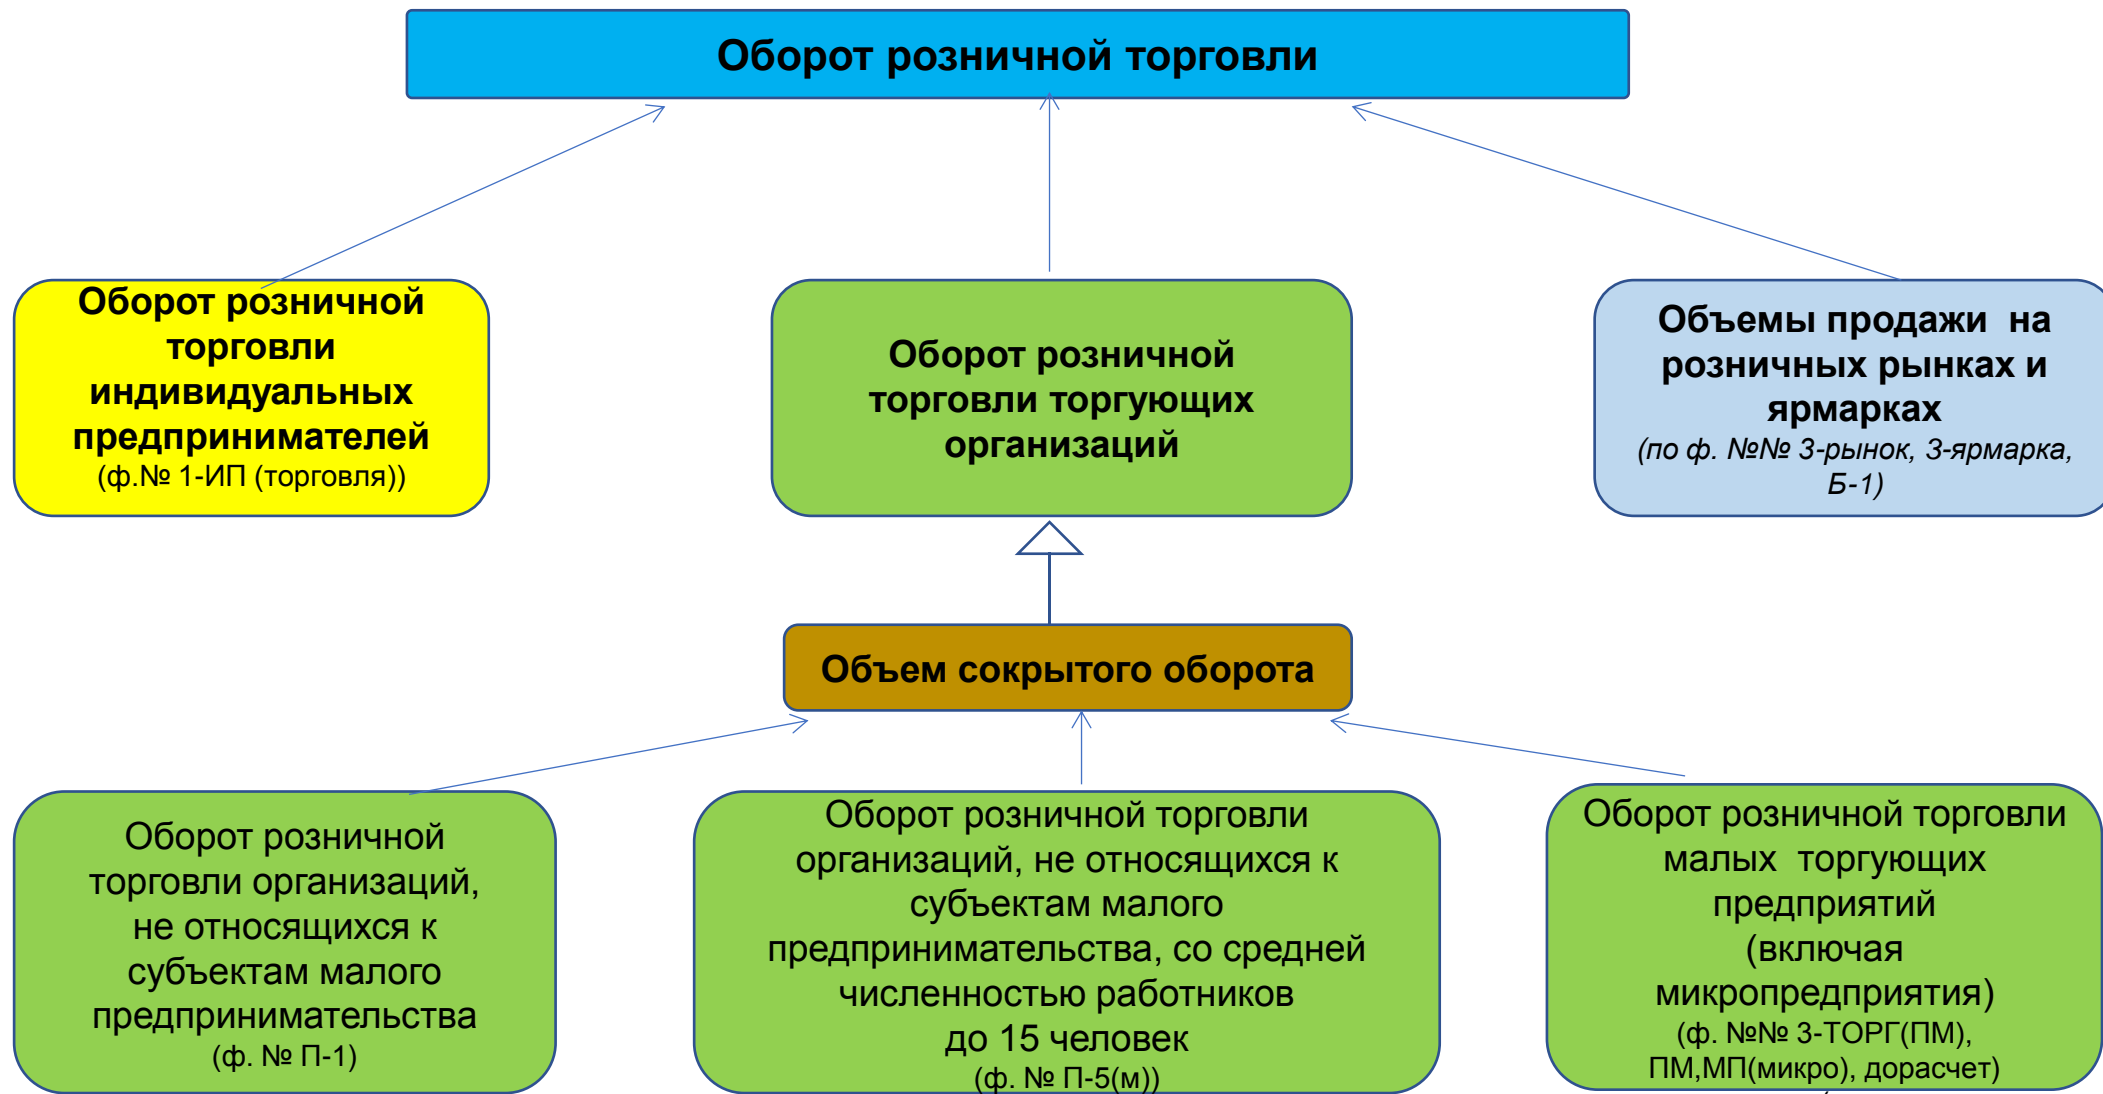 Оборот розничной торговли
Оборот розничной
торговли
индивидуальных
предпринимателей
(ф.№ 1-ИП (торговля))
Оборот розничной
торговли торгующих
организаций
Объемы продажи на
розничных рынках и
ярмарках
(по ф. №№ 3-рынок, 3-ярмарка,
Б-1)
Объем сокрытого оборота
Оборот розничной
торговли организаций,
не относящихся к
субъектам малого
предпринимательства
(ф. № П-1)
Оборот розничной торговли
организаций, не относящихся к
субъектам малого
предпринимательства, со средней
численностью работников
до 15 человек
(ф. № П-5(м))
Оборот розничной торговли
малых торгующих
предприятий
(включая
микропредприятия)
(ф. №№ 3-ТОРГ(ПМ),
ПМ,МП(микро), дорасчет)